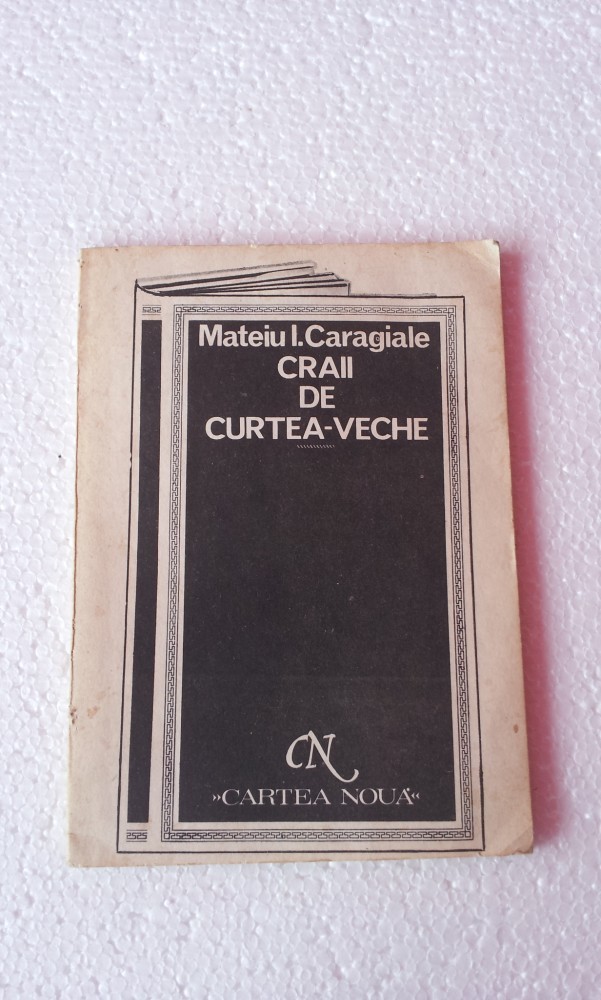 Mateiu I. Caragiale
CRAII
DE
CURTEA-VECHE
CN
»CARTEA NOUĂ«